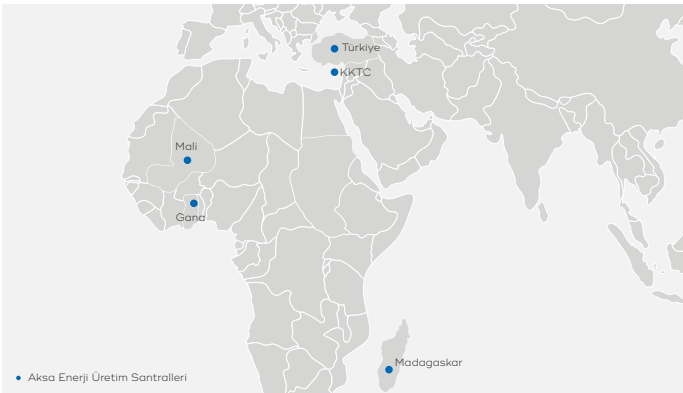 Türkiye
KKTC
Mali
Gana
Madagaskar
Aksa Enerji Üretim Santralleri